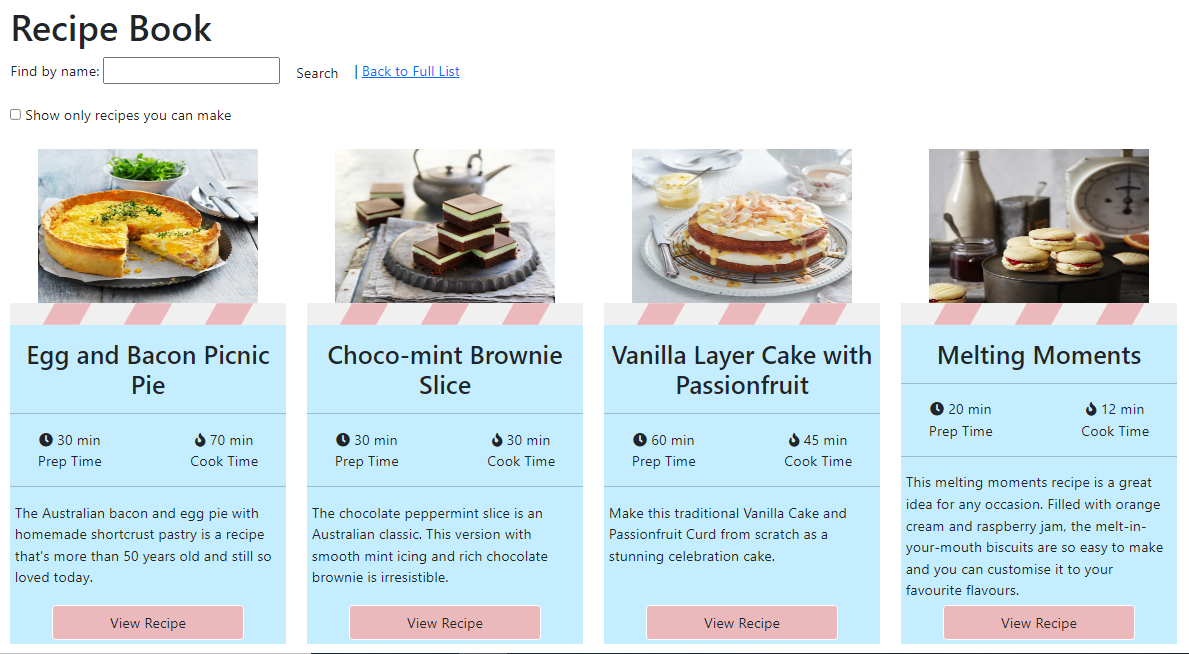 Recipe Book
Find by name:
Search
| Back to Full List
Show only recipes you can make
Egg and Bacon Picnic
Pie
30 min
70 min
Prep Time
Cook Time
The Australian bacon and egg pie with
homemade shortcrust pastry is a recipe
that's more than 50 years old and still so
loved today.
View Recipe
Choco-mint Brownie
Slice
30 min
30 min
Prep Time
Cook Time
The chocolate peppermint slice is an
Australian classic. This version with
smooth mint icing and rich chocolate
brownie is irresistible.
View Recipe
Vanilla Layer Cake with
Passionfruit
60 min
45 min
Prep Time
Cook Time
Make this traditional Vanilla Cake and
Passionfruit Curd from scratch as a
stunning celebration cake.
View Recipe
Melting Moments
20 min
12 min
Prep Time
Cook Time
This melting moments recipe is a great
idea for any occasion. Filled with orange
cream and raspberry jam, the melt-in-
your-mouth biscuits are so easy to make
and you can customise it to your
favourite flavours.
View Recipe